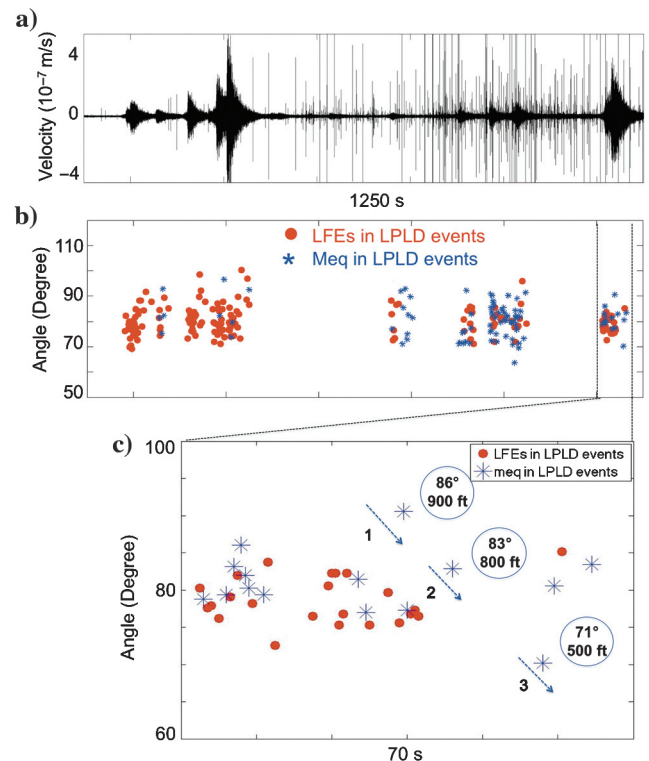 a)
Velocity (10⁻⁷ m/s)
4
0
−4
1250 s
b)
Angle (Degree)
110
90
70
50
LFEs in LPLD events
Meq in LPLD events
c)
Angle (Degree)
100
80
60
LFEs in LPLD events
meq in LPLD events
86°
900 ft
1
83°
800 ft
2
71°
500 ft
3
70 s